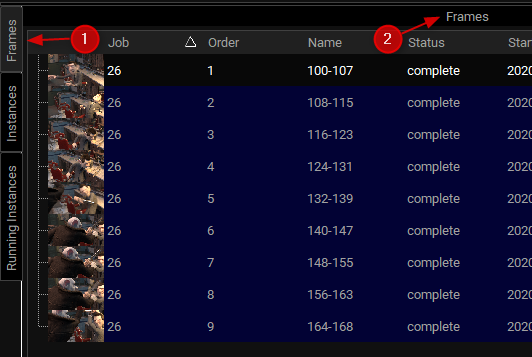 Frames
2
1
Job Order Name Status Star
26 1 100-107 complete 2020
26 2 108-115 complete 2020
26 3 116-123 complete 2020
26 4 124-131 complete 2020
26 5 132-139 complete 2020
26 6 140-147 complete 2020
26 7 148-155 complete 2020
26 8 156-163 complete 2020
26 9 164-168 complete 2020
Frames
Instances
Running Instances